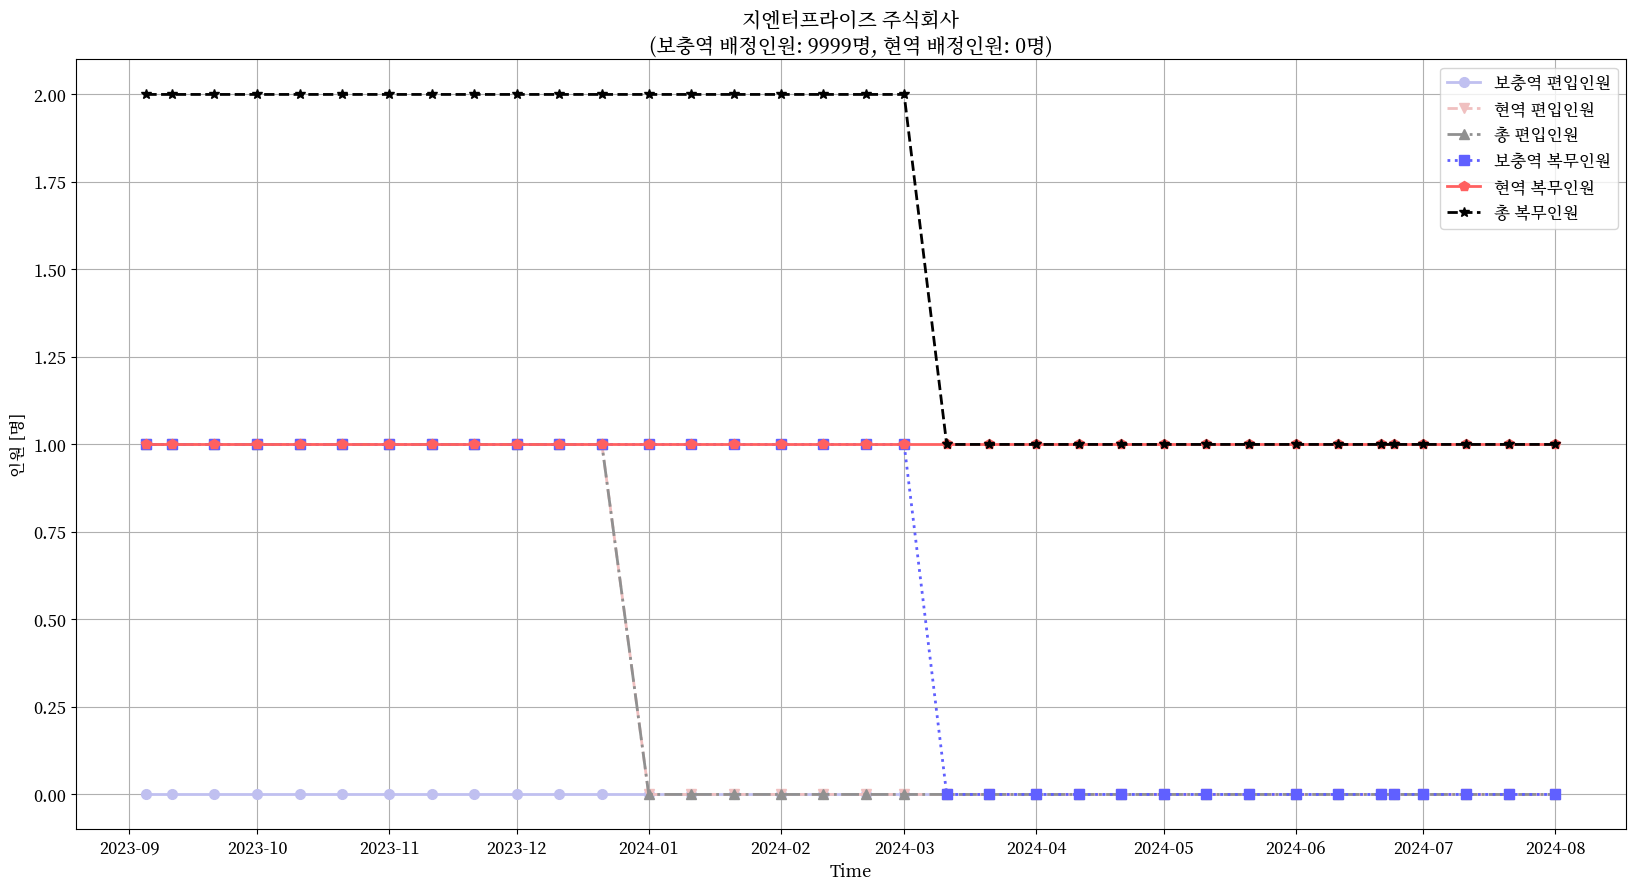 지엔터프라이즈 주식회사
(보충역 배정인원: 9999명, 현역 배정인원: 0명)
보충역 편입인원
현역 편입인원
총 편입인원
보충역 복무인원
현역 복무인원
총 복무인원
인원 [명]
2.00
1.75
1.50
1.25
1.00
0.75
0.50
0.25
0.00
2023-09 2023-10 2023-11 2023-12 2024-01 2024-02 2024-03 2024-04 2024-05 2024-06 2024-07 2024-08
Time